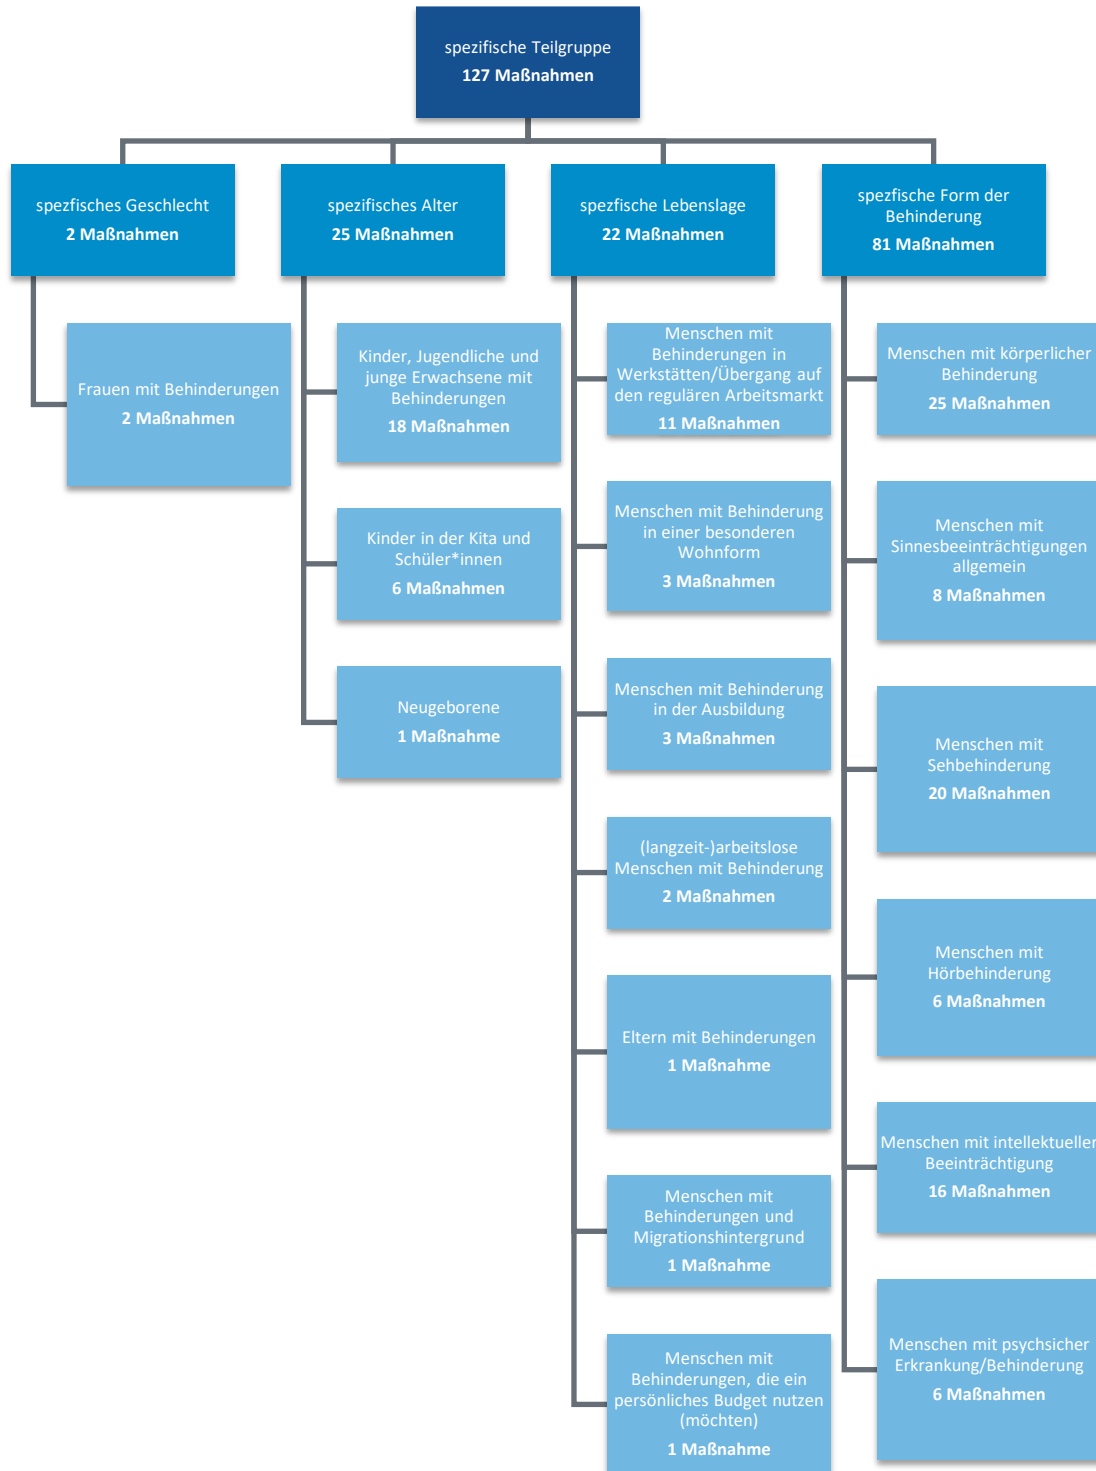 spezifische Teilgruppe
127 Maßnahmen
spezfisches Geschlecht
2 Maßnahmen
Frauen mit Behinderungen
2 Maßnahmen
spezifisches Alter
25 Maßnahmen
Kinder, Jugendliche und
junge Erwachsene mit
Behinderungen
18 Maßnahmen
Kinder in der Kita und
Schüler*innen
6 Maßnahmen
Neugeborene
1 Maßnahme
spezfische Lebenslage
22 Maßnahmen
Menschen mit
Behinderungen in
Werkstätten/Übergang auf
den regulären Arbeitsmarkt
11 Maßnahmen
Menschen mit Behinderung
in einer besonderen
Wohnform
3 Maßnahmen
Menschen mit Behinderung
in der Ausbildung
3 Maßnahmen
(langzeit-)arbeitslose
Menschen mit Behinderung
2 Maßnahmen
Eltern mit Behinderungen
1 Maßnahme
Menschen mit
Behinderungen und
Migrationshintergrund
1 Maßnahme
Menschen mit
Behinderungen, die ein
persönliches Budget nutzen
(möchten)
1 Maßnahme
spezfische Form der
Behinderung
81 Maßnahmen
Menschen mit körperlicher
Behinderung
25 Maßnahmen
Menschen mit
Sinnesbeeinträchtigungen
allgemein
8 Maßnahmen
Menschen mit
Sehbehinderung
20 Maßnahmen
Menschen mit
Hörbehinderung
6 Maßnahmen
Menschen mit intellektueller
Beeinträchtigung
16 Maßnahmen
Menschen mit psychsicher
Erkrankung/Behinderung
6 Maßnahmen